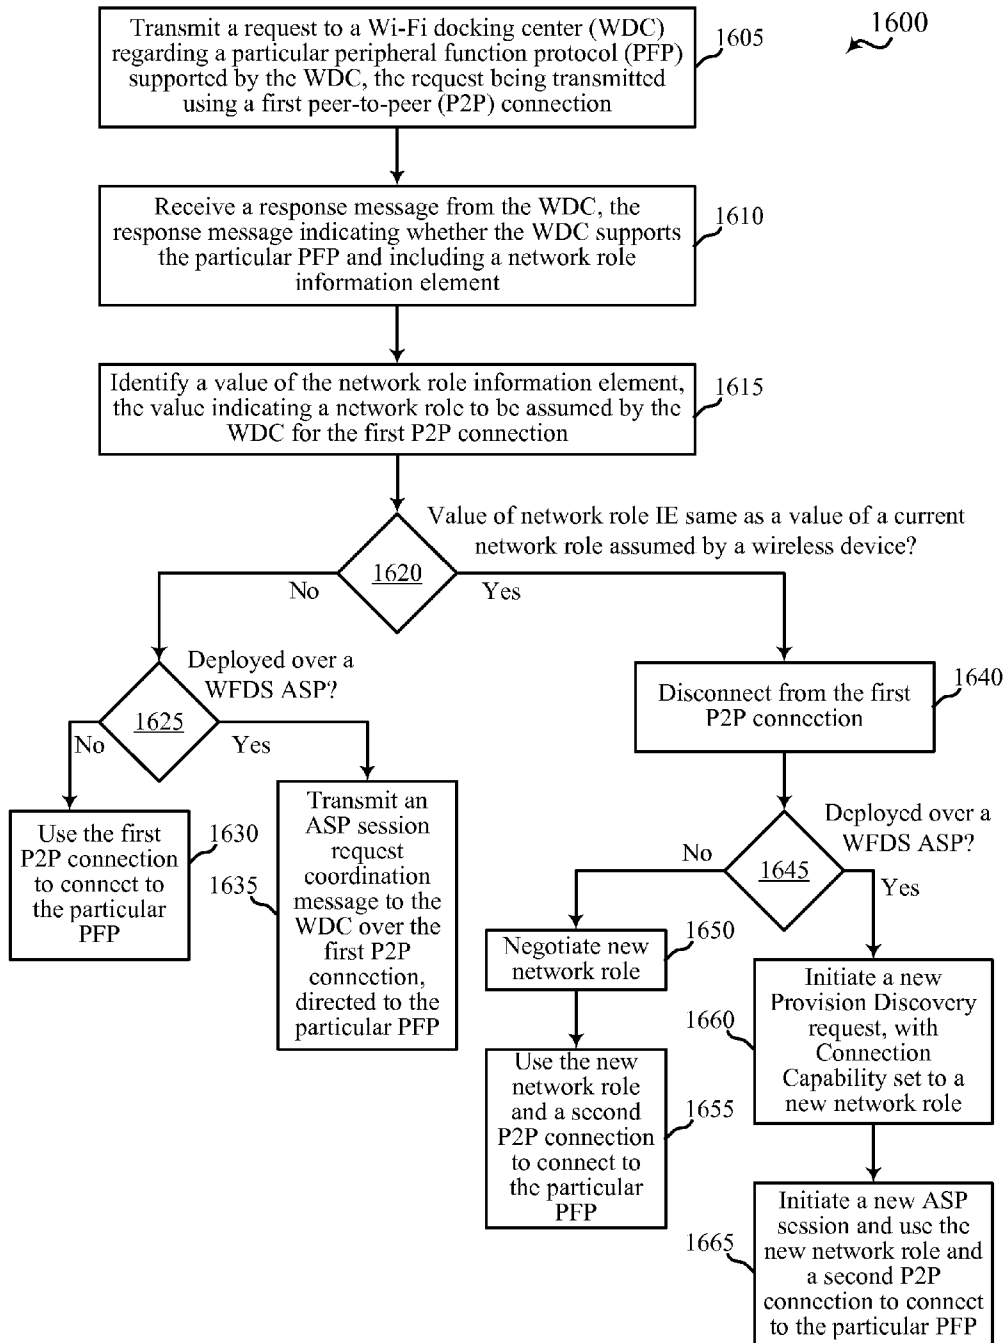 1600
Transmit a request to a Wi-Fi docking center (WDC)
regarding a particular peripheral function protocol (PFP)
supported by the WDC, the request being transmitted
using a first peer-to-peer (P2P) connection
1605
Receive a response message from the WDC, the
response message indicating whether the WDC supports
the particular PFP and including a network role
information element
1610
Identify a value of the network role information element,
the value indicating a network role to be assumed by the
WDC for the first P2P connection
1615
Value of network role IE same as a value of a current
network role assumed by a wireless device?
1620
No
Yes
Deployed over a
WFDS ASP?
1625
No
Yes
Use the first
P2P connection
to connect to
the particular
PFP
1630
1635
Transmit an
ASP session
request
coordination
message to the
WDC over the
first P2P
connection,
directed to the
particular PFP
Disconnect from the first
P2P connection
1640
Deployed over a
WFDS ASP?
1645
No
Yes
Negotiate new
network role
1650
Use the new
network role
and a second
P2P connection
to connect to
the particular
PFP
1655
1660
Initiate a new
Provision Discovery
request, with
Connection
Capability set to a
new network role
1665
Initiate a new ASP
session and use the
new network role and
a second P2P
connection to connect
to the particular PFP